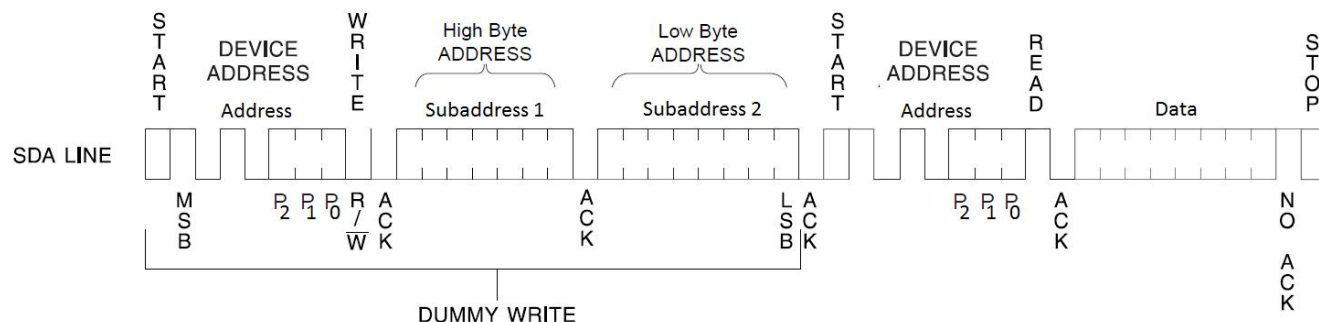 START
DEVICE
ADDRESS
Address
WRITE
High Byte
ADDRESS
Subaddress 1
Low Byte
ADDRESS
Subaddress 2
START
DEVICE
ADDRESS
Address
READ
Data
STOP
SDA LINE
MSB
P2
P1
P0
R/W
ACK
ACK
LSB
ACK
P2
P1
P0
ACK
NO ACK
DUMMY WRITE